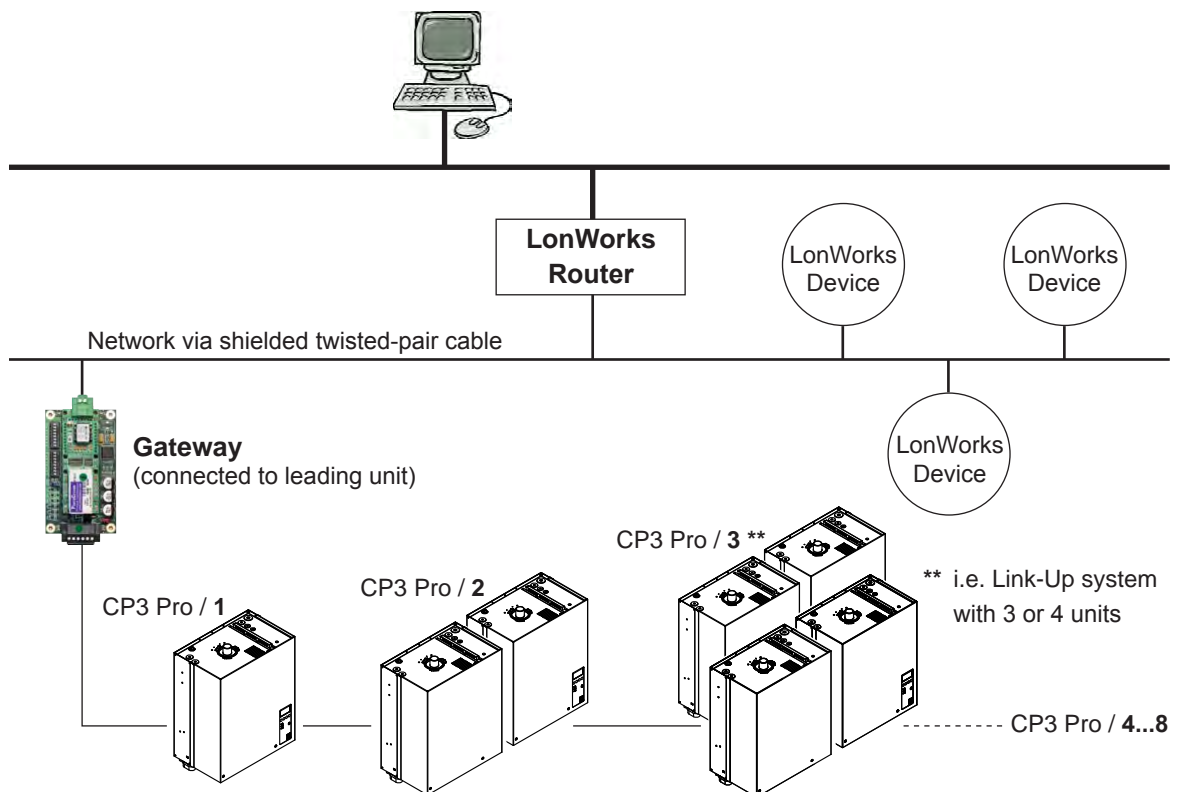 LonWorks
Router
LonWorks
Device
LonWorks
Device
Network via shielded twisted-pair cable
Gateway
(connected to leading unit)
LonWorks
Device
CP3 Pro / 3 **
** i.e. Link-Up system
with 3 or 4 units
CP3 Pro / 2
CP3 Pro / 1
CP3 Pro / 4...8